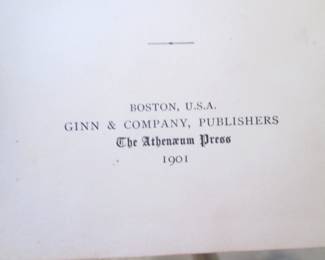 BOSTON, U.S.A.
GINN & COMPANY, PUBLISHERS
The Athenæum Press
1901